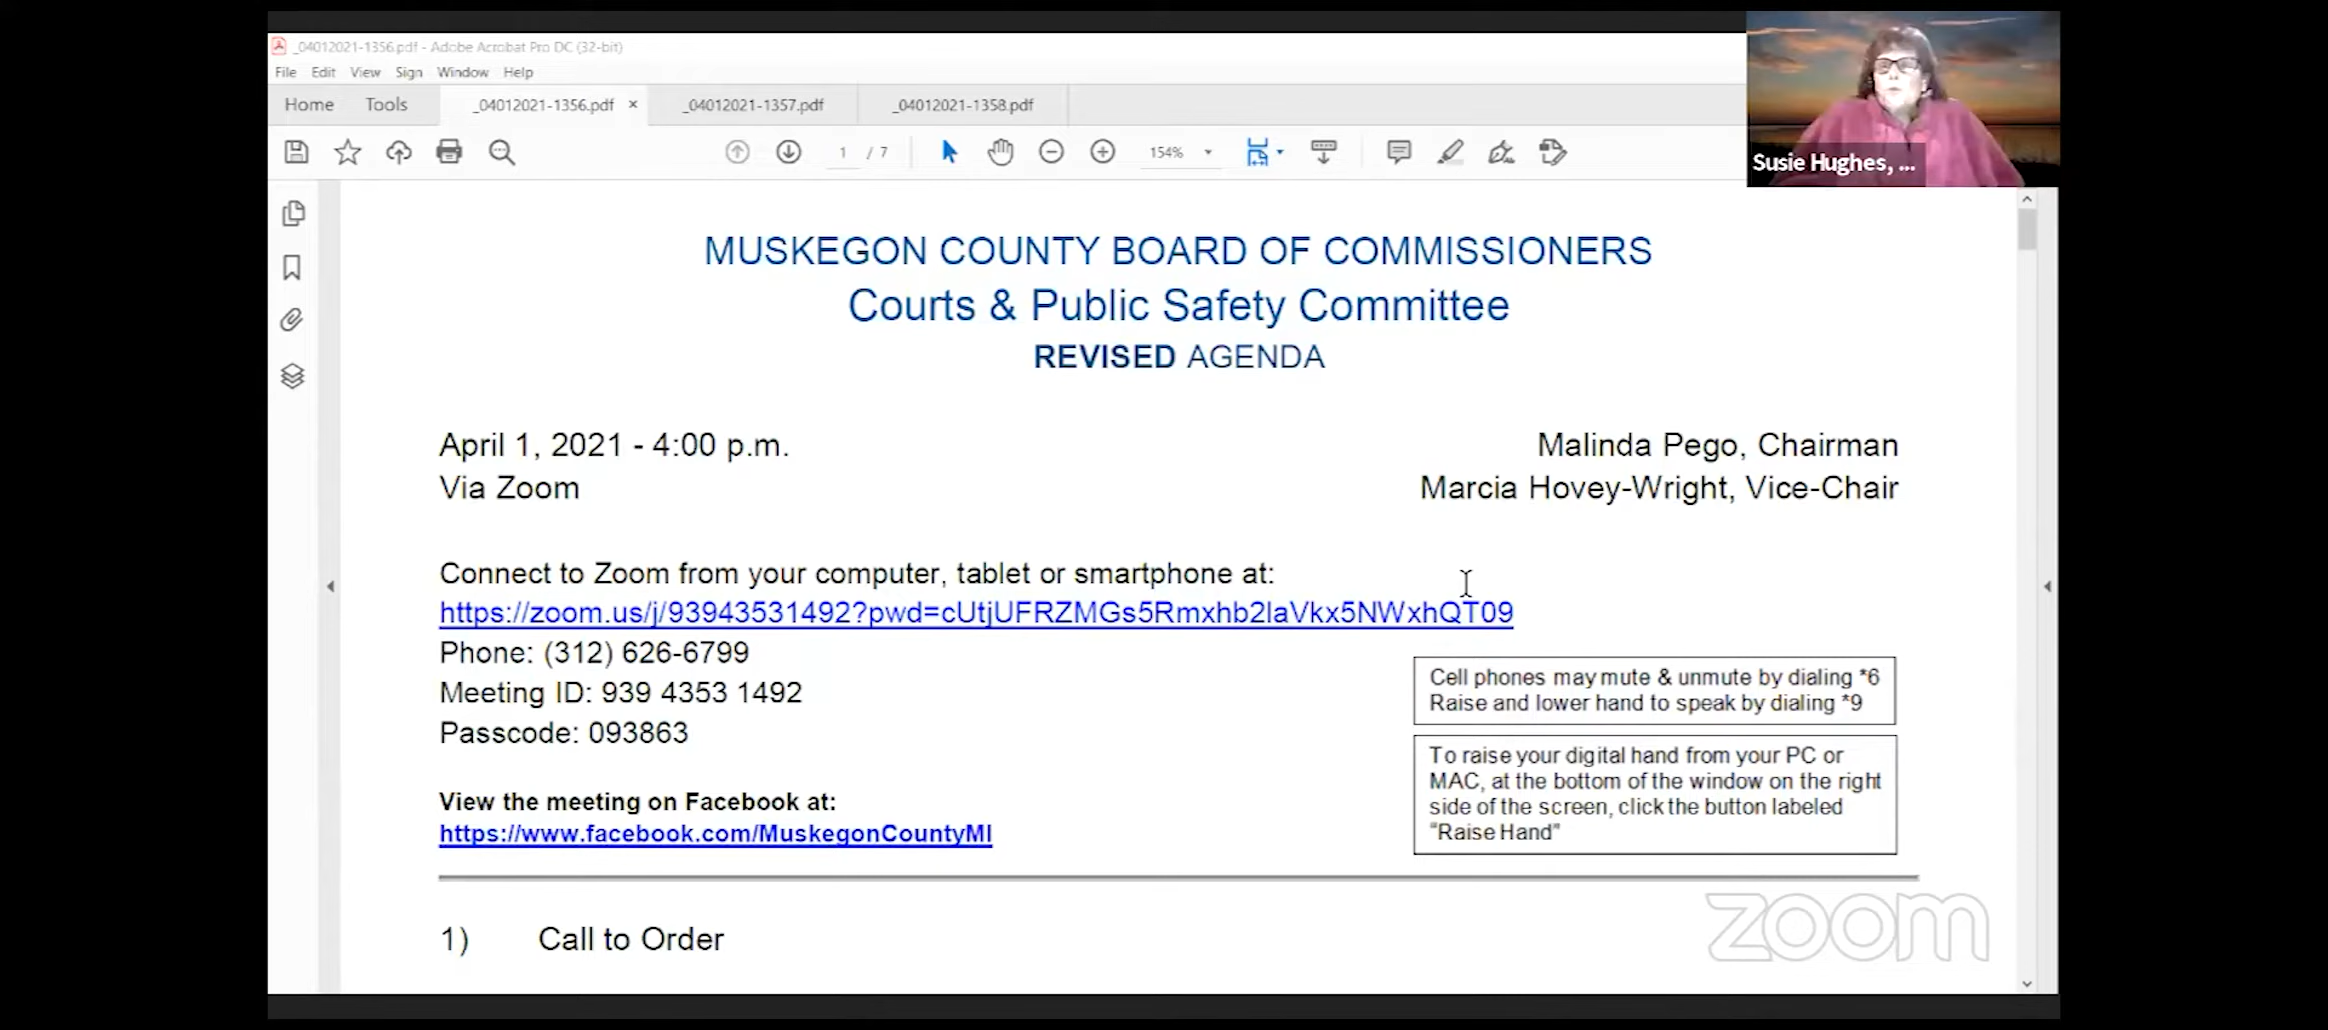 _04012021-1356.pdf - Adobe Acrobat Pro DC (32-bit)
File Edit View Sign Window Help
Home Tools _04012021-1356.pdf × _04012021-1357.pdf _04012021-1358.pdf
1 / 7 154%
Susie Hughes, ...
MUSKEGON COUNTY BOARD OF COMMISSIONERS
Courts & Public Safety Committee
REVISED AGENDA
April 1, 2021 - 4:00 p.m.
Malinda Pego, Chairman
Via Zoom
Marcia Hovey-Wright, Vice-Chair
Connect to Zoom from your computer, tablet or smartphone at:
https://zoom.us/j/93943531492?pwd=cUtjUFRZMGs5Rmxhb2laVkx5NWxhQT09
Phone: (312) 626-6799
Meeting ID: 939 4353 1492
Passcode: 093863
Cell phones may mute & unmute by dialing *6
Raise and lower hand to speak by dialing *9
To raise your digital hand from your PC or
MAC, at the bottom of the window on the right
side of the screen, click the button labeled
"Raise Hand"
View the meeting on Facebook at:
https://www.facebook.com/MuskegonCountyMI
1) Call to Order
zoom